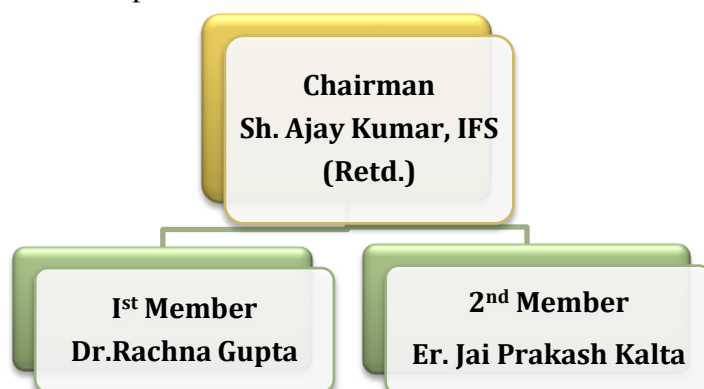 Chairman
Sh. Ajay Kumar, IFS
(Retd.)
Ist Member
Dr.Rachna Gupta
2nd Member
Er. Jai Prakash Kalta